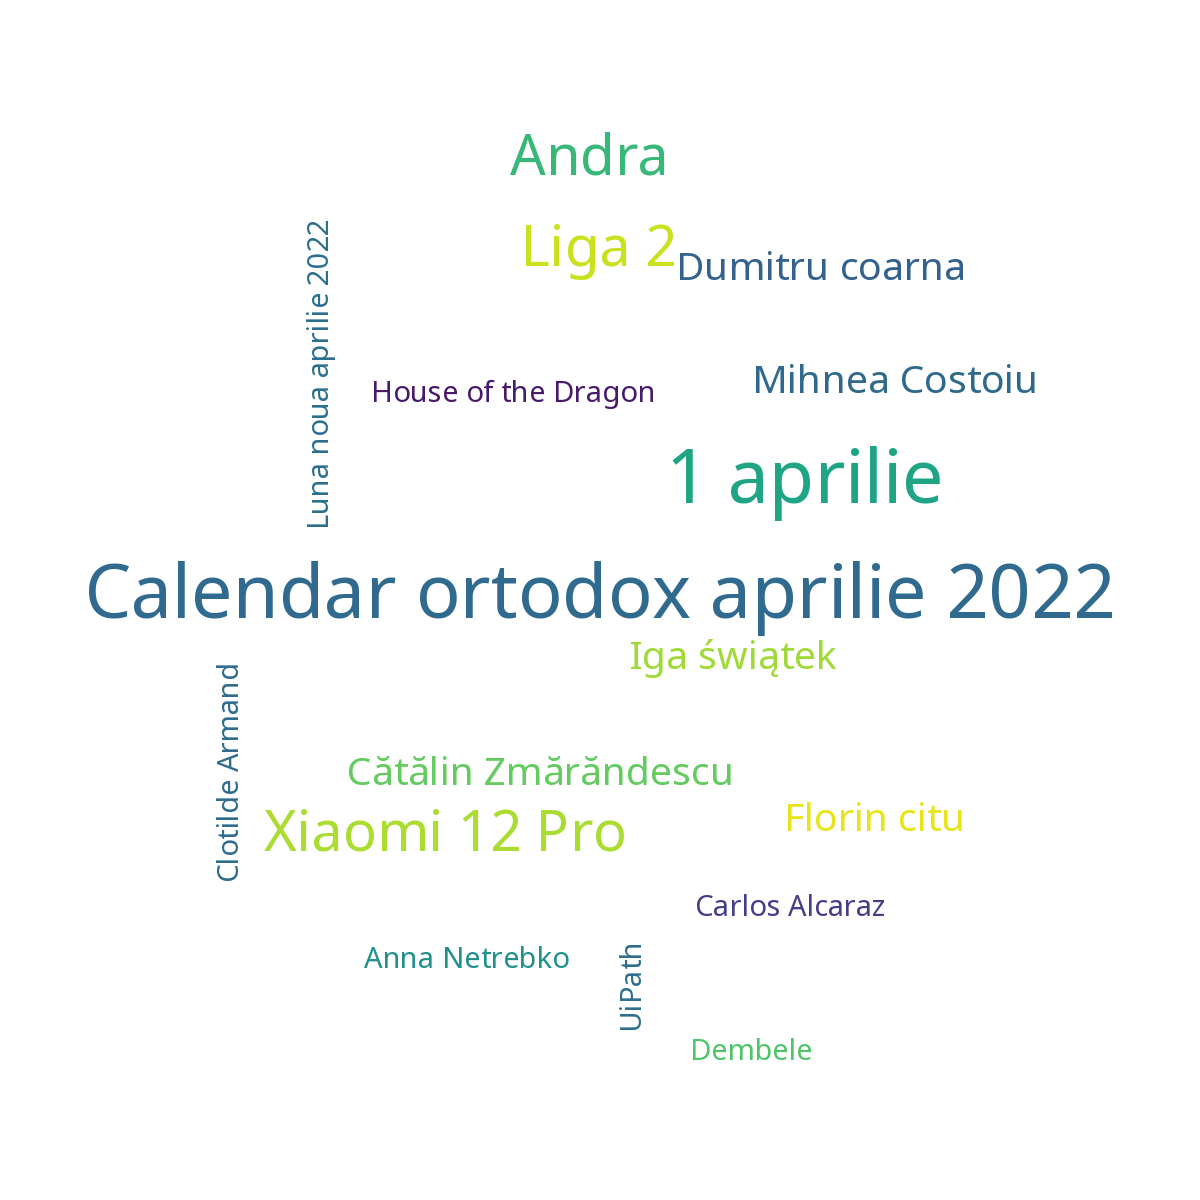 Andra
Liga 2
Dumitru coarna
Luna noua aprilie 2022
House of the Dragon
Mihnea Costoiu
1 aprilie
Calendar ortodox aprilie 2022
Iga świątek
Clotilde Armand
Cătălin Zmărăndescu
Xiaomi 12 Pro
Florin citu
Carlos Alcaraz
Anna Netrebko
UiPath
Dembele